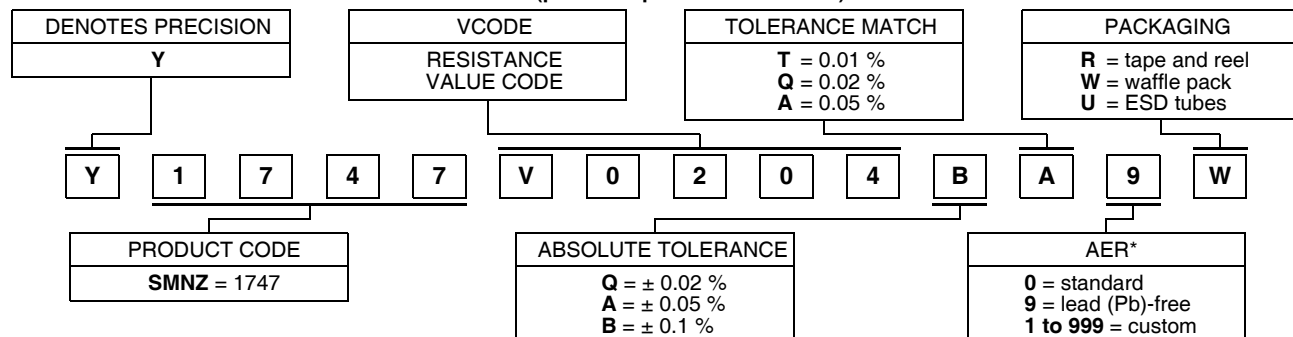 DENOTES PRECISION
Y
VCODE
RESISTANCE
VALUE CODE
TOLERANCE MATCH
T = 0.01 %
Q = 0.02 %
A = 0.05 %
PACKAGING
R = tape and reel
W = waffle pack
U = ESD tubes
Y 1 7 4 7 V 0 2 0 4 B A 9 W
PRODUCT CODE
SMNZ = 1747
ABSOLUTE TOLERANCE
Q = ± 0.02 %
A = ± 0.05 %
B = ± 0.1 %
AER*
0 = standard
9 = lead (Pb)-free
1 to 999 = custom